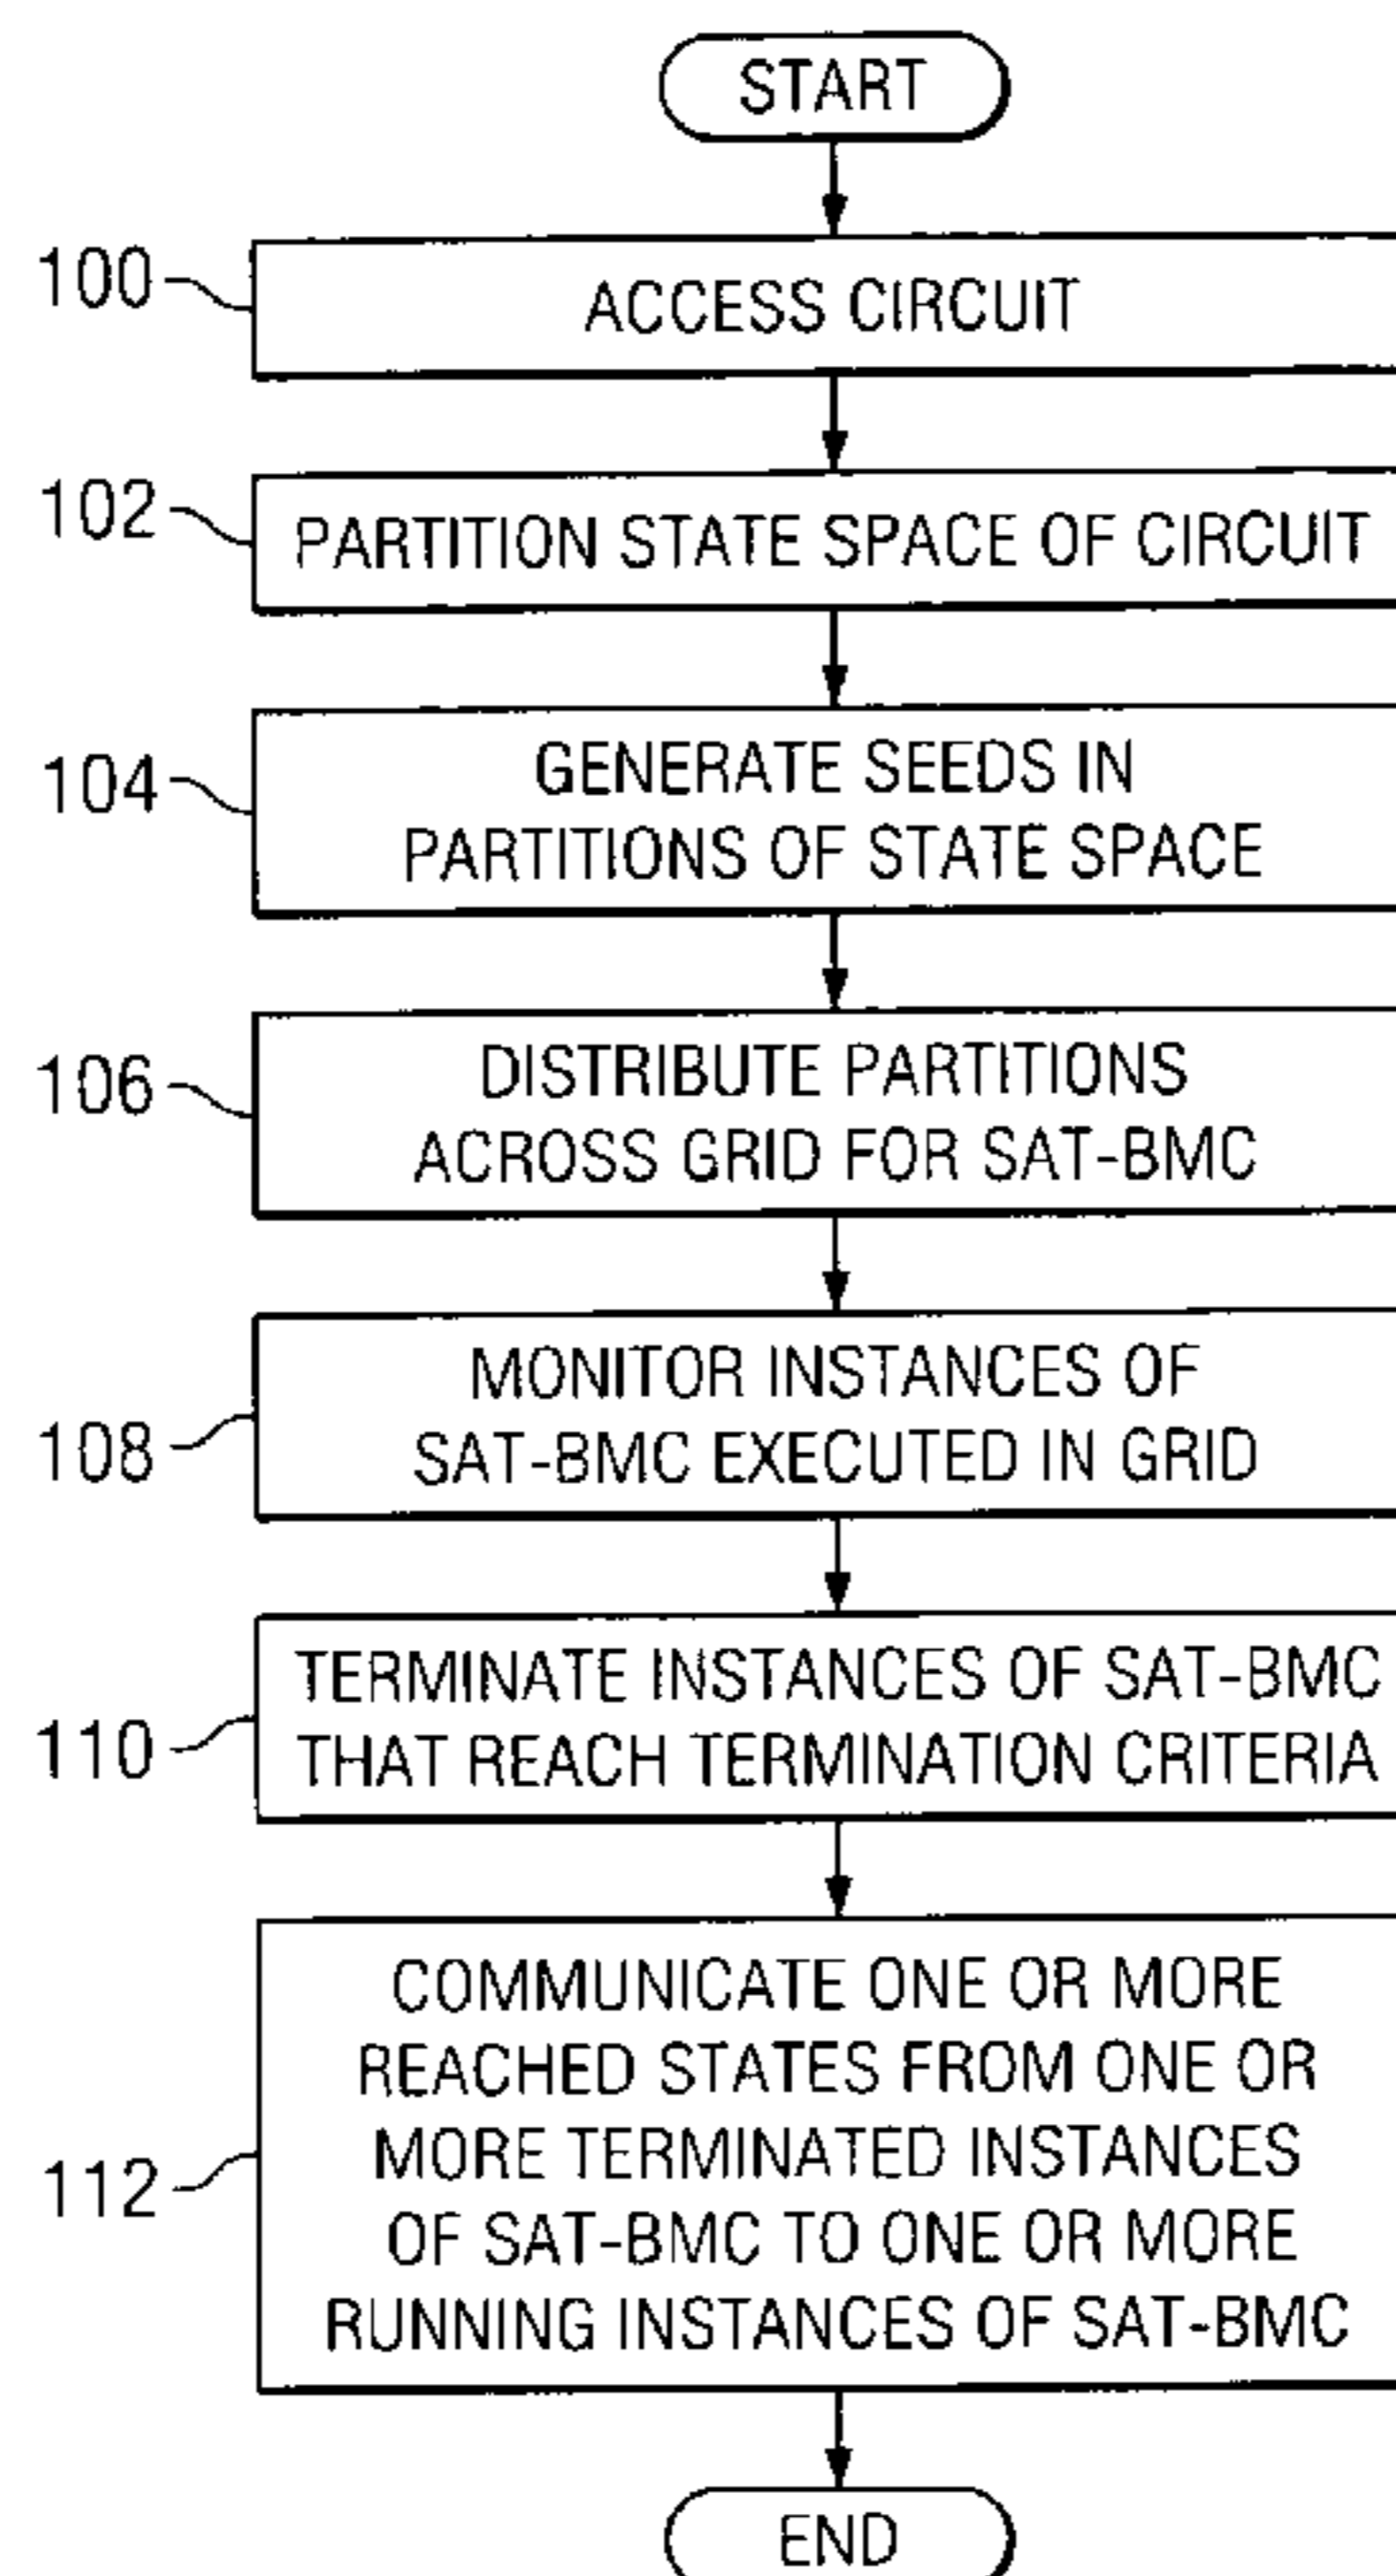 START
100
ACCESS CIRCUIT
102
PARTITION STATE SPACE OF CIRCUIT
104
GENERATE SEEDS IN
PARTITIONS OF STATE SPACE
106
DISTRIBUTE PARTITIONS
ACROSS GRID FOR SAT-BMC
108
MONITOR INSTANCES OF
SAT-BMC EXECUTED IN GRID
110
TERMINATE INSTANCES OF SAT-BMC
THAT REACH TERMINATION CRITERIA
112
COMMUNICATE ONE OR MORE
REACHED STATES FROM ONE OR
MORE TERMINATED INSTANCES
OF SAT-BMC TO ONE OR MORE
RUNNING INSTANCES OF SAT-BMC
END